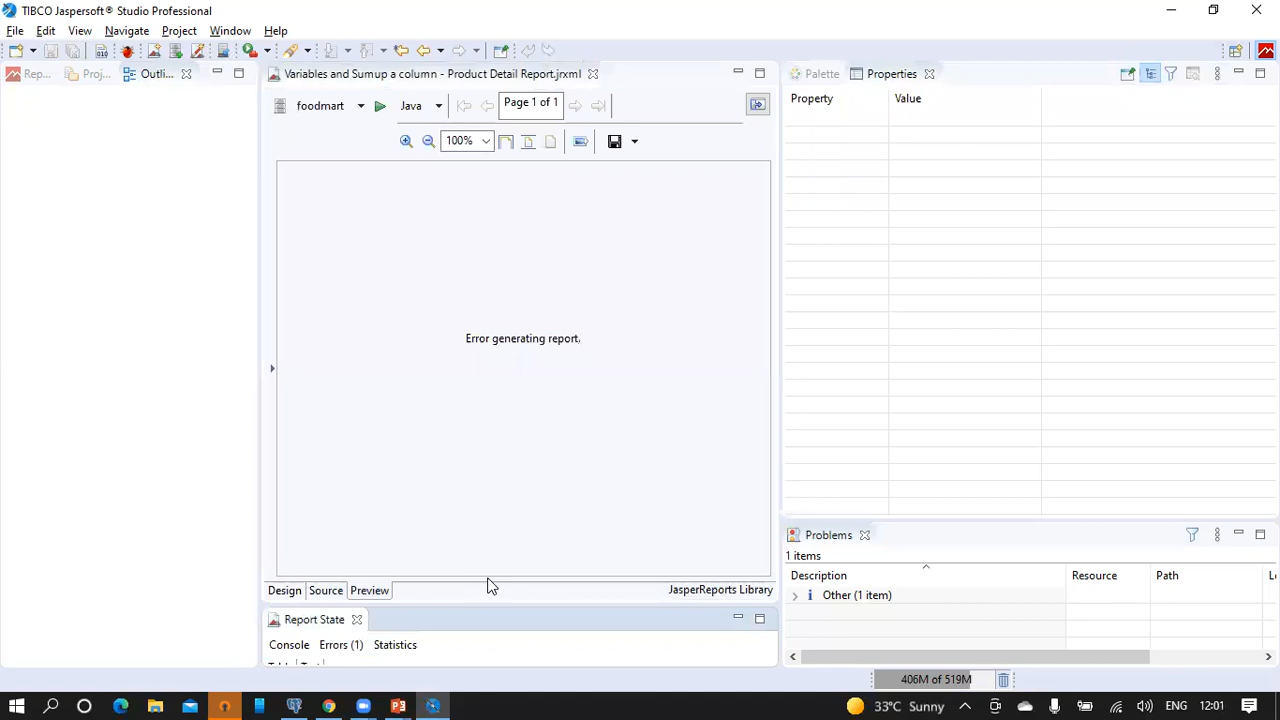 TIBCO Jaspersoft® Studio Professional
File Edit View Navigate Project Window Help
Rep... Proj... Outli...
Variables and Sumup a column - Product Detail Report.jrxml
Palette Properties
foodmart Java Page 1 of 1
100%
Property Value
Error generating report.
Design Source Preview JasperReports Library
Report State
Console Errors (1) Statistics
Problems
1 items
Description Resource Path
Other (1 item)
406M of 519M
33°C Sunny ENG 12:01